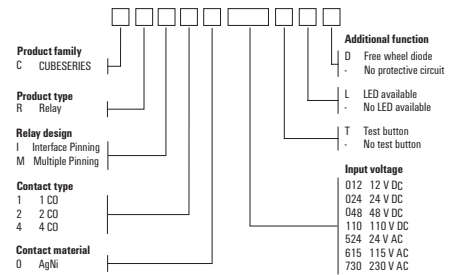 Product family
C CUBESERIES
Product type
R Relay
Relay design
I Interface Pinning
M Multiple Pinning
Contact type
1 1 CO
2 2 CO
4 4 CO
Contact material
0 AgNi
Additional function
D Free wheel diode
- No protective circuit
L LED available
- No LED available
T Test button
- No test button
Input voltage
012 12 V DC
024 24 V DC
048 48 V DC
110 110 V DC
524 24 V AC
615 115 V AC
730 230 V AC